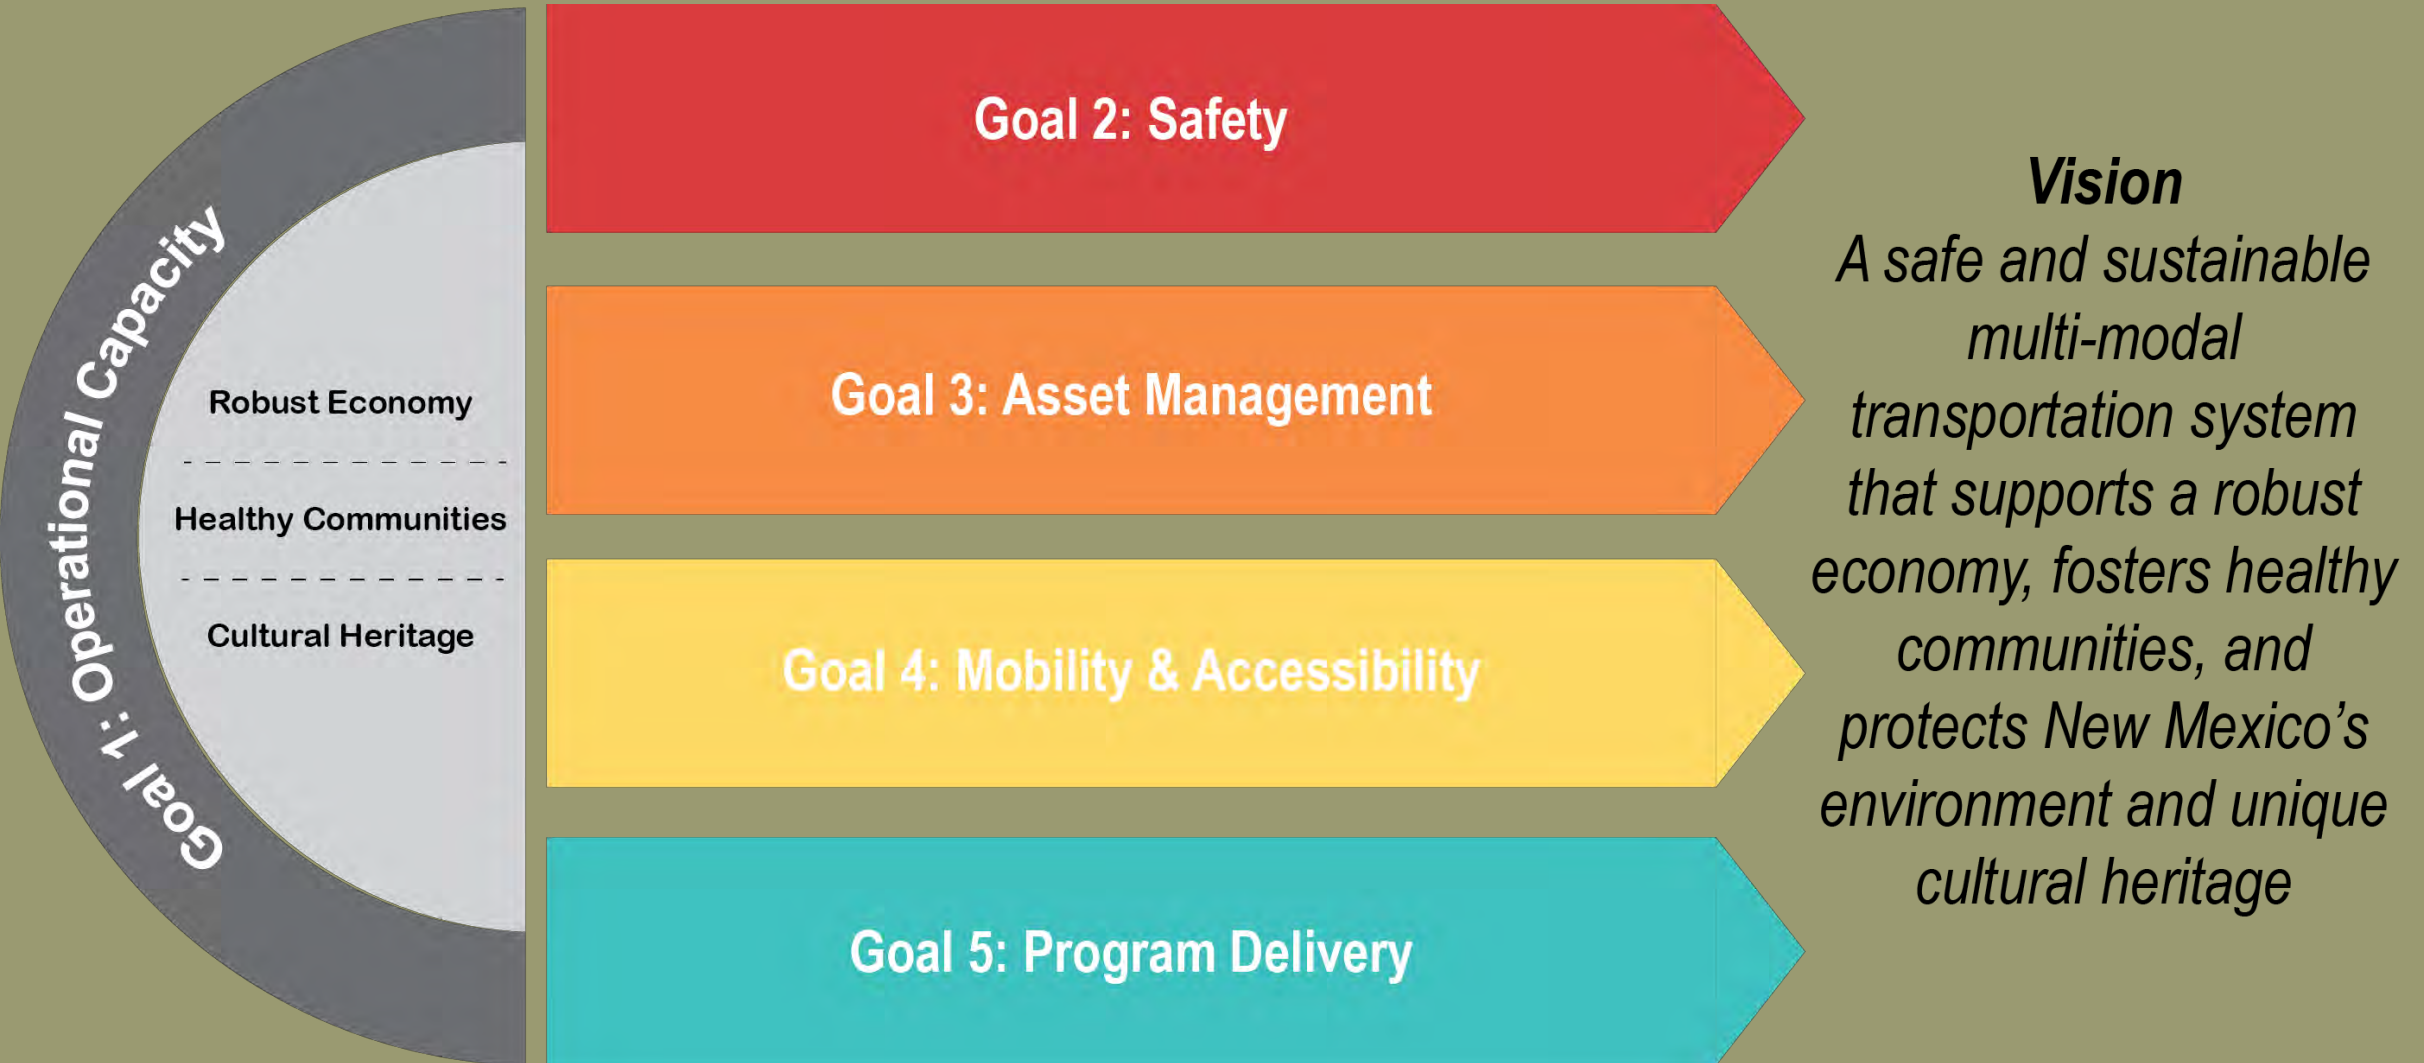 Goal 1: Operational Capacity
Robust Economy
Healthy Communities
Cultural Heritage
Goal 2: Safety
Goal 3: Asset Management
Goal 4: Mobility & Accessibility
Goal 5: Program Delivery
Vision
A safe and sustainable
multi-modal
transportation system
that supports a robust
economy, fosters healthy
communities, and
protects New Mexico’s
environment and unique
cultural heritage